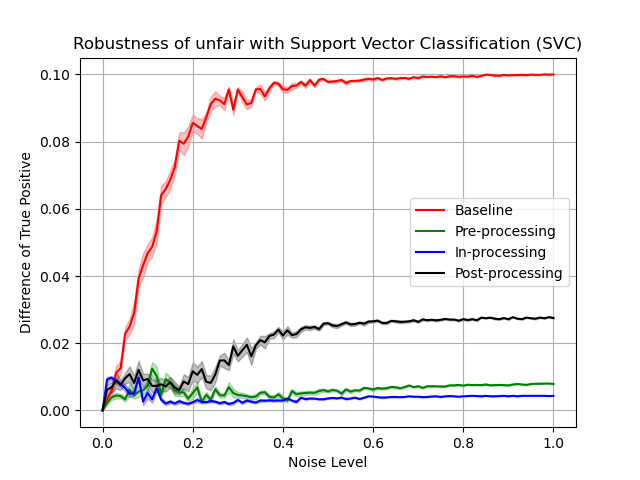 Robustness of unfair with Support Vector Classification (SVC)
0.10
0.08
0.06
0.04
0.02
0.00
Difference of True Positive
Baseline
Pre-processing
In-processing
Post-processing
0.0 0.2 0.4 0.6 0.8 1.0
Noise Level